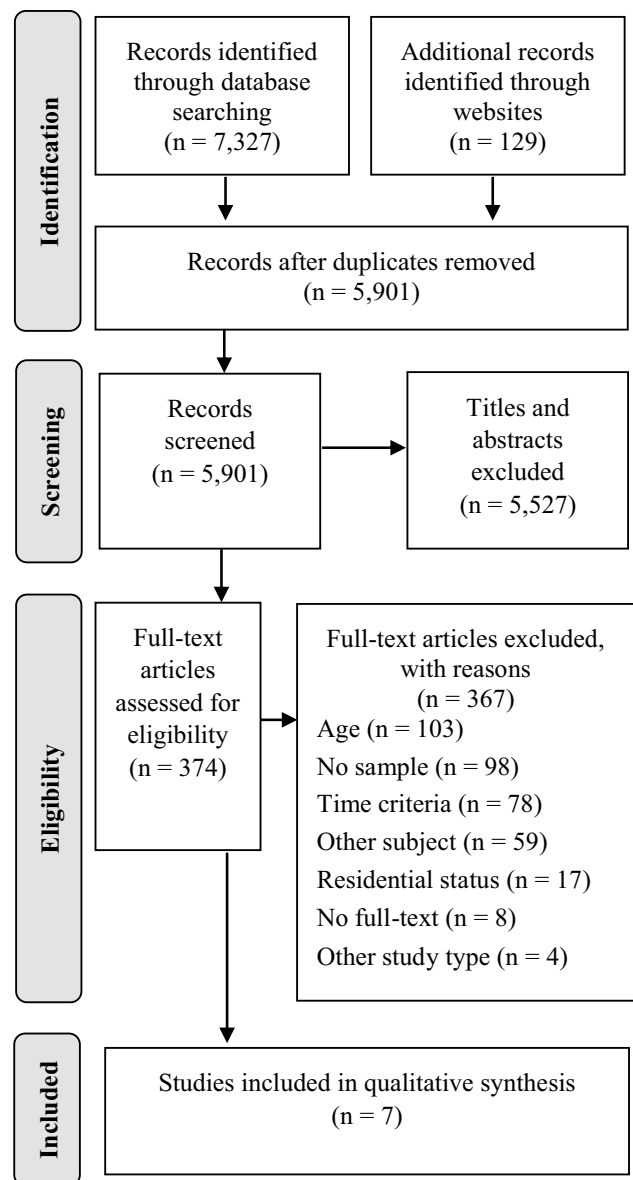 Identification
Records identified
through database
searching
(n = 7,327)
Additional records
identified through
websites
(n = 129)
Records after duplicates removed
(n = 5,901)
Screening
Records
screened
(n = 5,901)
Titles and
abstracts
excluded
(n = 5,527)
Eligibility
Full-text
articles
assessed for
eligibility
(n = 374)
Full-text articles excluded,
with reasons
(n = 367)
Age (n = 103)
No sample (n = 98)
Time criteria (n = 78)
Other subject (n = 59)
Residential status (n = 17)
No full-text (n = 8)
Other study type (n = 4)
Included
Studies included in qualitative synthesis
(n = 7)